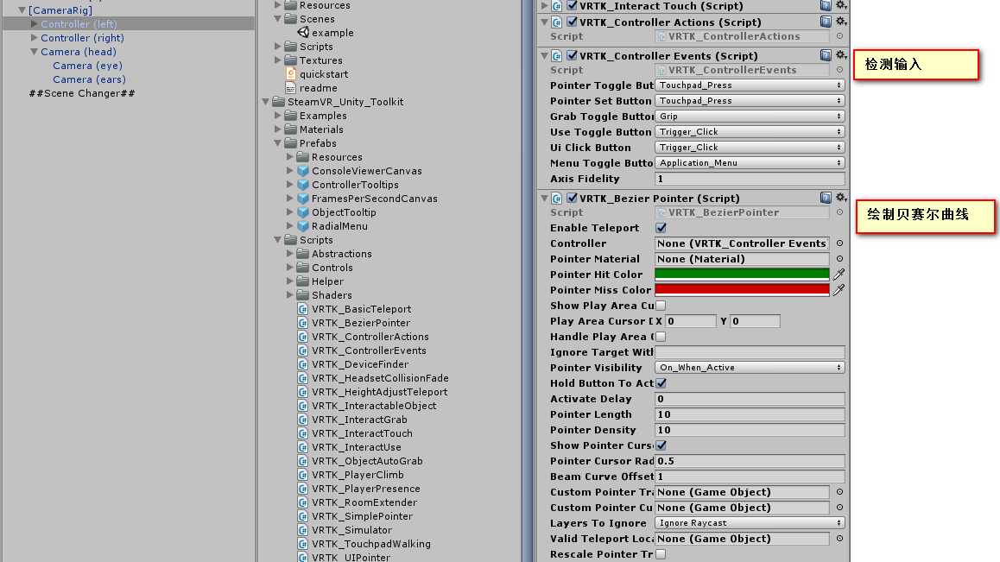 [CameraRig]
Controller (left)
Controller (right)
Camera (head)
Camera (eye)
Camera (ears)
##Scene Changer##
Resources
Scenes
example
Scripts
Textures
quickstart
readme
SteamVR_Unity_Toolkit
Examples
Materials
Prefabs
Resources
ConsoleViewerCanvas
ControllerTooltips
FramesPerSecondCanvas
ObjectTooltip
RadialMenu
Scripts
Abstractions
Controls
Helper
Shaders
VRTK_BasicTeleport
VRTK_BezierPointer
VRTK_ControllerActions
VRTK_ControllerEvents
VRTK_DeviceFinder
VRTK_HeadsetCollisionFade
VRTK_HeightAdjustTeleport
VRTK_InteractableObject
VRTK_InteractGrab
VRTK_InteractTouch
VRTK_InteractUse
VRTK_ObjectAutoGrab
VRTK_PlayerClimb
VRTK_PlayerPresence
VRTK_RoomExtender
VRTK_SimplePointer
VRTK_Simulator
VRTK_TouchpadWalking
VRTK_UIPointer
VRTK_Interact Touch (Script)
VRTK_Controller Actions (Script)
Script VRTK_ControllerActions
VRTK_Controller Events (Script)
Script VRTK_ControllerEvents
Pointer Toggle But Touchpad_Press
Pointer Set Button Touchpad_Press
Grab Toggle Button Grip
Use Toggle Button Trigger_Click
Ui Click Button Trigger_Click
Menu Toggle Butto Application_Menu
Axis Fidelity 1
VRTK_Bezier Pointer (Script)
Script VRTK_BezierPointer
Enable Teleport
Controller None (VRTK_Controller Events)
Pointer Material None (Material)
Pointer Hit Color
Pointer Miss Color
Show Play Area Cu
Play Area Cursor D X 0 Y 0
Handle Play Area C
Ignore Target With
Pointer Visibility On_When_Active
Hold Button To Act
Activate Delay 0
Pointer Length 10
Pointer Density 10
Show Pointer Curso
Pointer Cursor Rad 0.5
Beam Curve Offset 1
Custom Pointer Tra None (Game Object)
Custom Pointer Cu None (Game Object)
Layers To Ignore Ignore Raycast
Valid Teleport Loca None (Game Object)
Rescale Pointer Tr
检测输入
绘制贝赛尔曲线